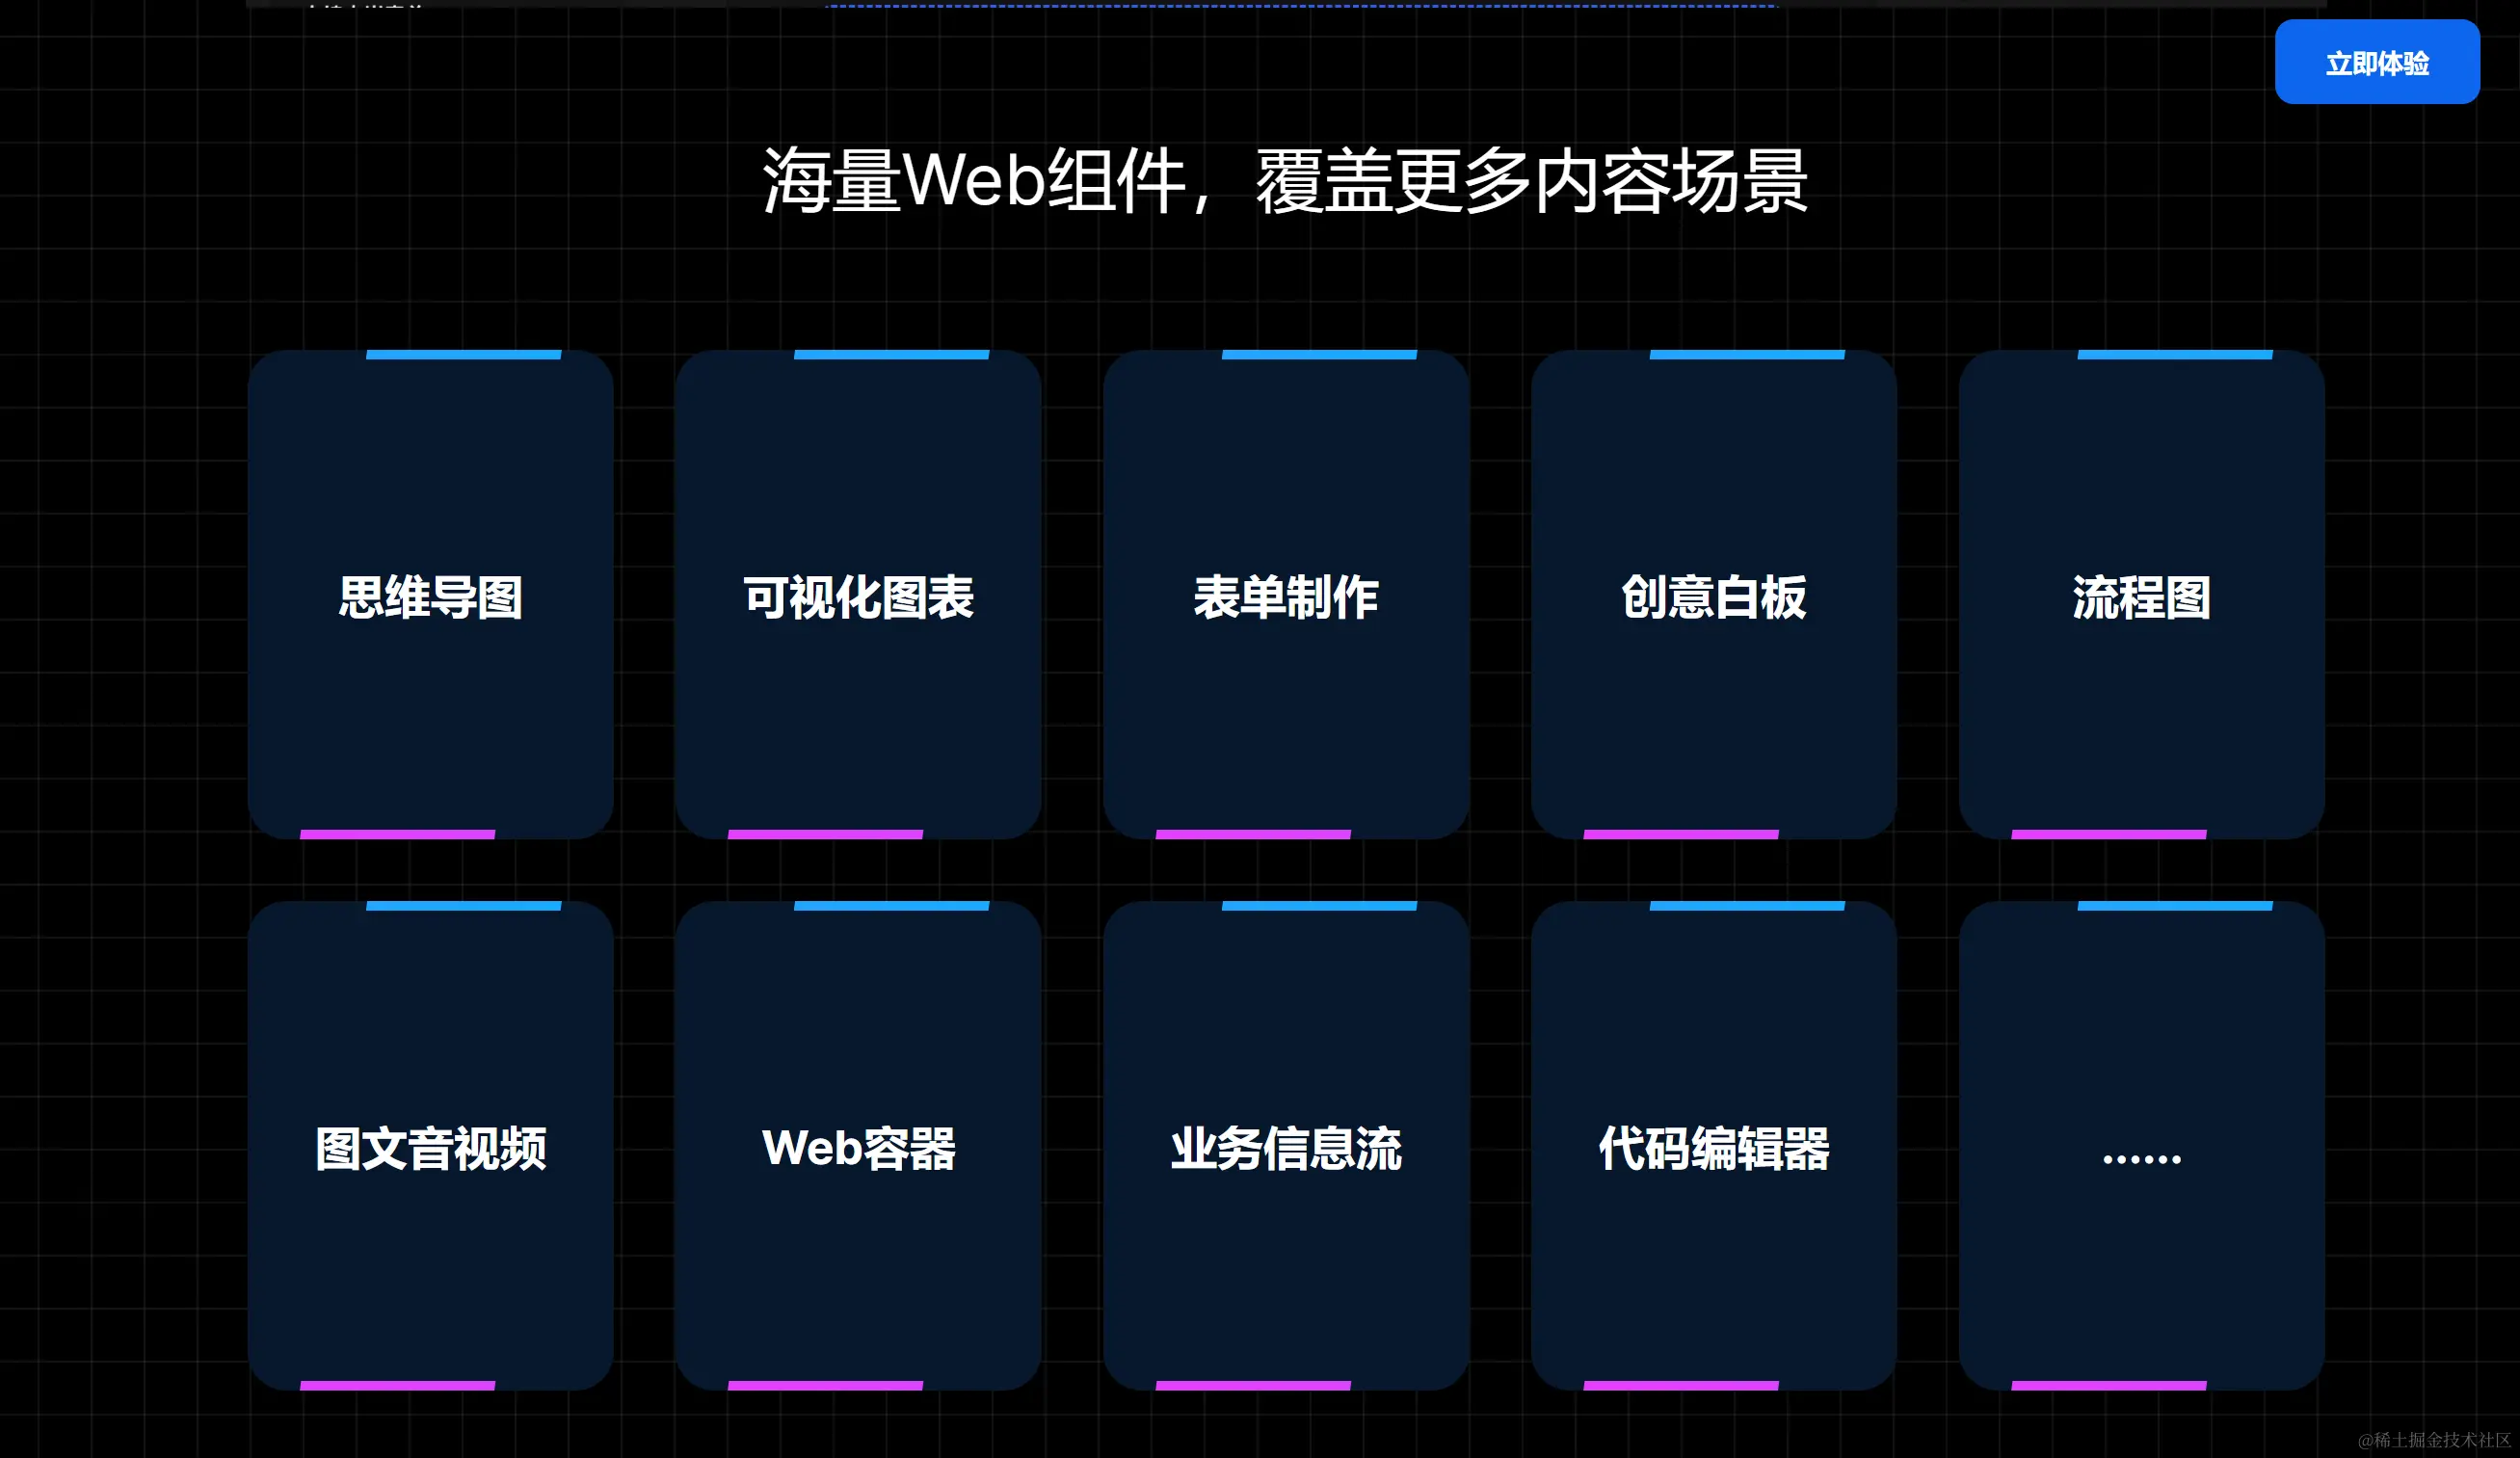 立即体验
海量Web组件，覆盖更多内容场景
思维导图
可视化图表
表单制作
创意白板
流程图
图文音视频
Web容器
业务信息流
代码编辑器
......
@稀土掘金技术社区